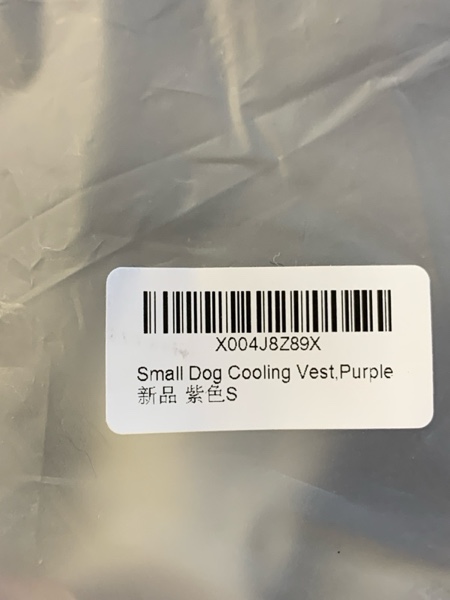 X004J8Z89X
Small Dog Cooling Vest,Purple
新品 紫色S